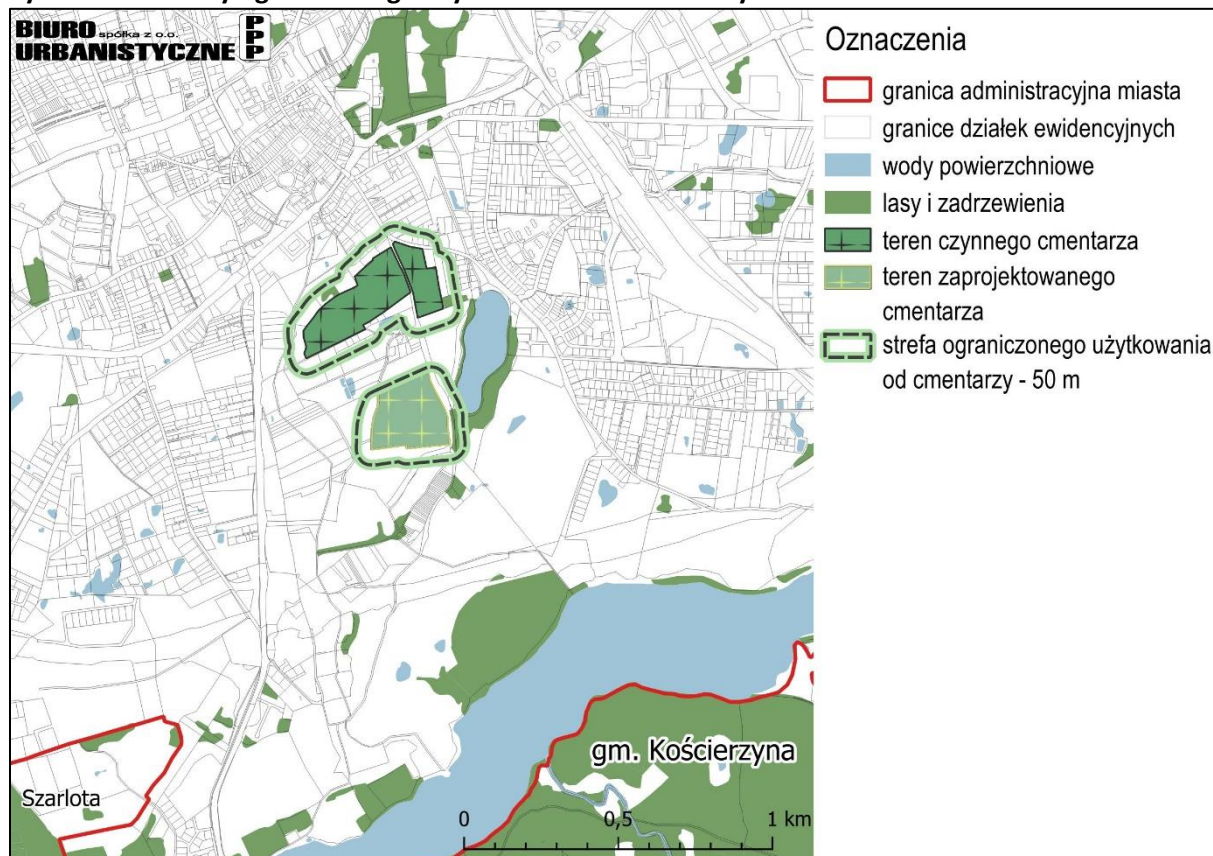 BIURO spółka z o.o.
URBANISTYCZNE
P
P
P
Oznaczenia
granica administracyjna miasta
granice działek ewidencyjnych
wody powierzchniowe
lasy i zadrzewienia
teren czynnego cmentarza
teren zaprojektowanego
cmentarza
strefa ograniczonego użytkowania
od cmentarzy - 50 m
gm. Kościerzyna
Szarlota
0 0,5 1 km